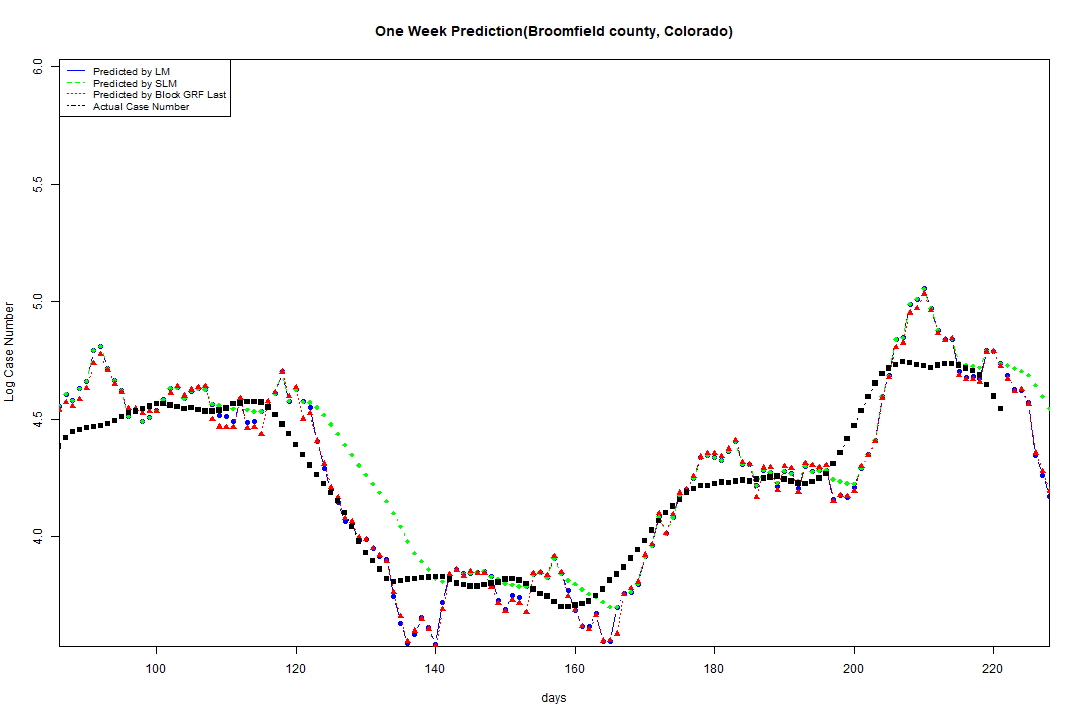 One Week Prediction(Broomfield county, Colorado)
6.0
Predicted by LM
Predicted by SLM
Predicted by Block GRF Last
Actual Case Number
5.5
5.0
4.5
4.0
Log Case Number
100 120 140 160 180 200 220
days